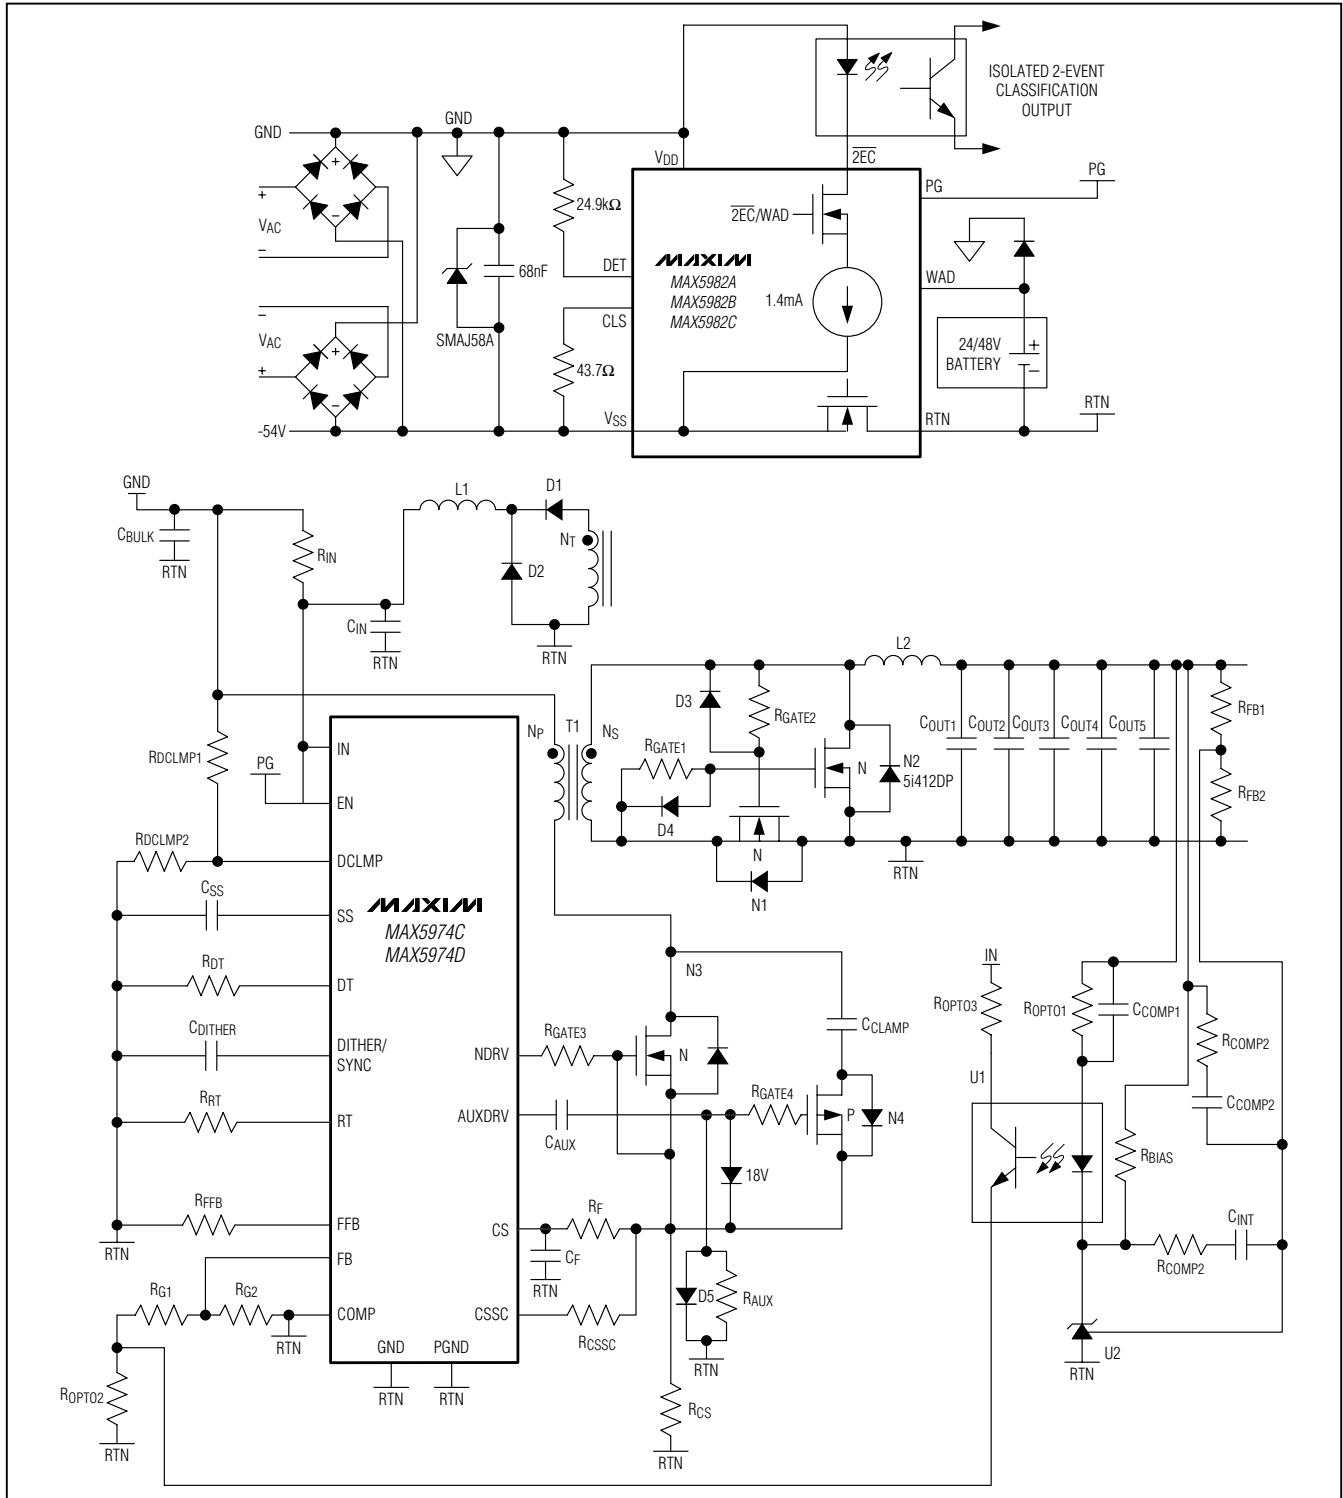 ISOLATED 2-EVENT
CLASSIFICATION
OUTPUT
GND
GND
VDD
2EC
PG
PG
+
VAC
−
+
−
24.9kΩ
2EC/WAD
68nF
DET
MAXIM
MAX5982A
MAX5982B
MAX5982C
1.4mA
WAD
−
VAC
+
+
−
SMAJ58A
CLS
43.7Ω
24/48V
BATTERY
+
−
-54V
VSS
RTN
RTN
GND
L1
D1
CBULK
RTN
RIN
NT
D2
CIN
RTN
RTN
L2
D3
RGATE2
COUT1
COUT2
COUT3
COUT4
COUT5
RFB1
RDCLMP1
NP
T1
NS
RGATE1
N
N2
5i412DP
RFB2
PG
IN
EN
D4
N
RTN
N1
RDCLMP2
DCLMP
CSS
SS
MAXIM
MAX5974C
MAX5974D
RDT
DT
N3
IN
ROPTO3
ROPTO1
CCOMP1
CDITHER
DITHER/
SYNC
NDRV
RGATE3
N
CCLAMP
RCOMP2
U1
RRT
RT
AUXDRV
CAUX
RGATE4
P
N4
CCOMP2
18V
RBIAS
RFFB
FFB
RTN
CS
RF
CF
RTN
CINT
RCOMP2
FB
RG1
RG2
COMP
RTN
CSSC
RCSSC
D5
RAUX
RTN
U2
RTN
GND
PGND
RTN
RTN
ROPTO2
RTN
RCS
RTN